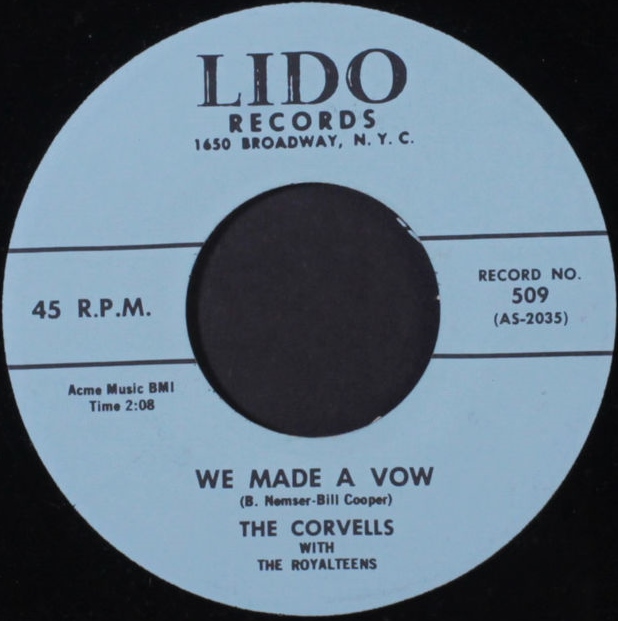 LIDO
RECORDS
1650 BROADWAY, N. Y. C.
45 R.P.M.
RECORD NO.
509
(AS-2035)
Acme Music BMI
Time 2:08
WE MADE A VOW
(B. Nemser-Bill Cooper)
THE CORVELLS
WITH
THE ROYALTEENS